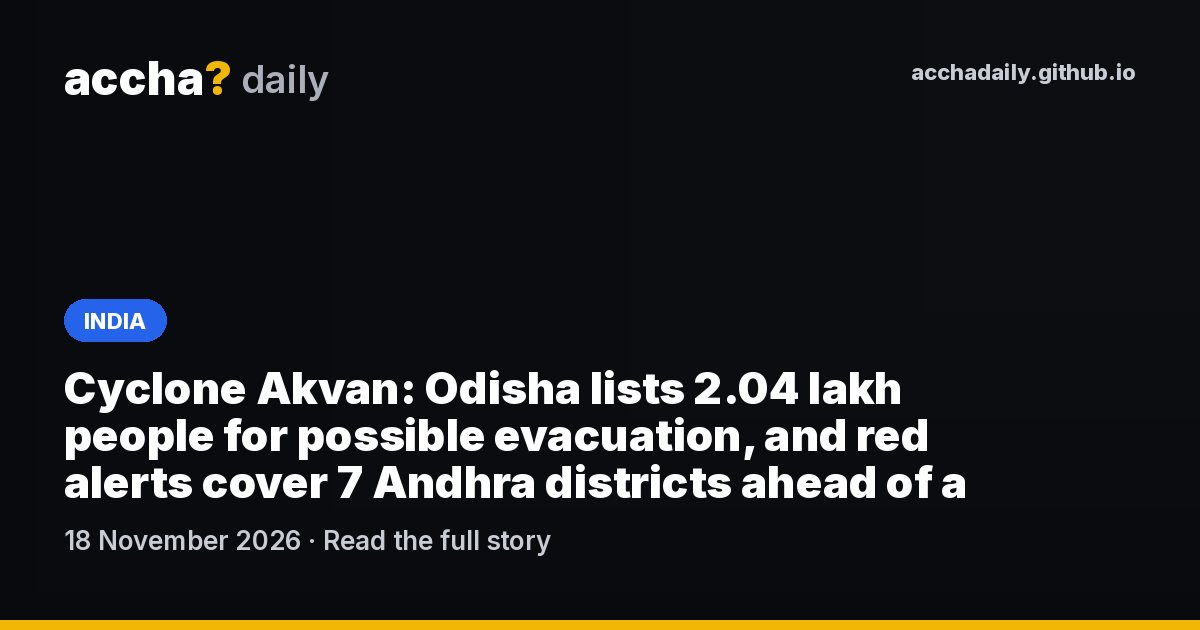 accha? daily
acchadaily.github.io
INDIA
Cyclone Akvan: Odisha lists 2.04 lakh
people for possible evacuation, and red
alerts cover 7 Andhra districts ahead of a
18 November 2026 · Read the full story